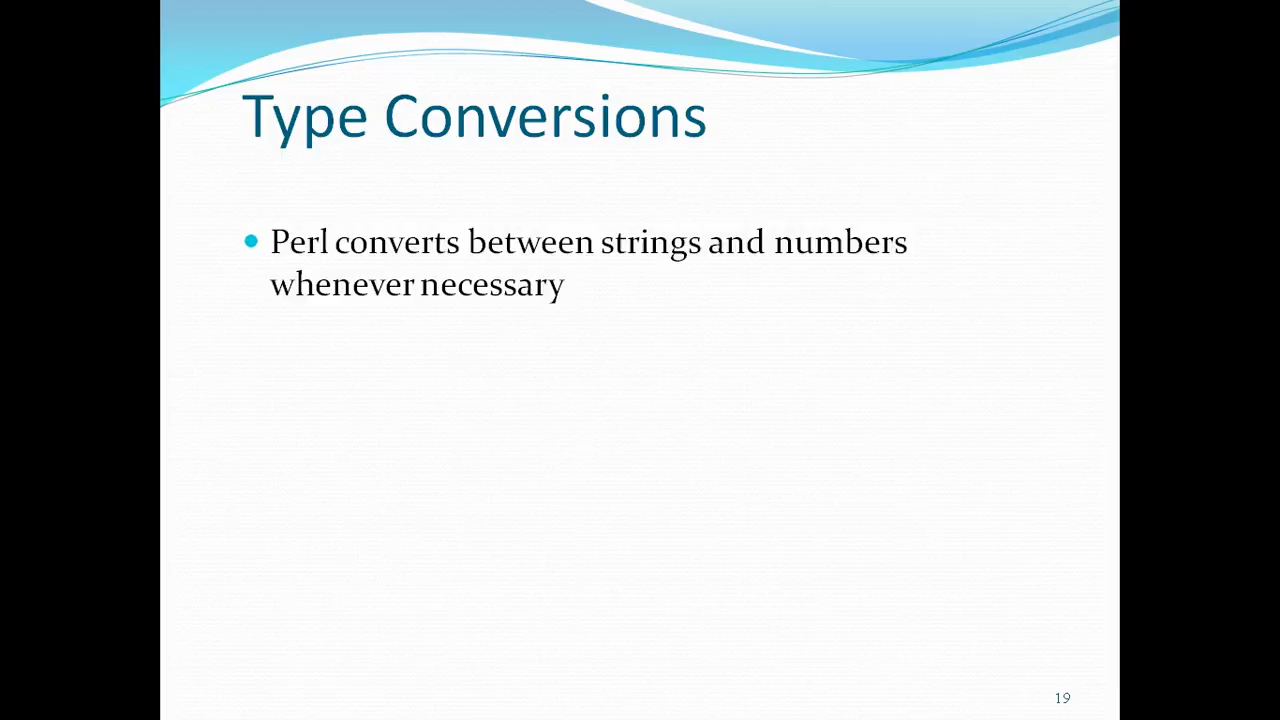 Type Conversions
Perl converts between strings and numbers
whenever necessary
19